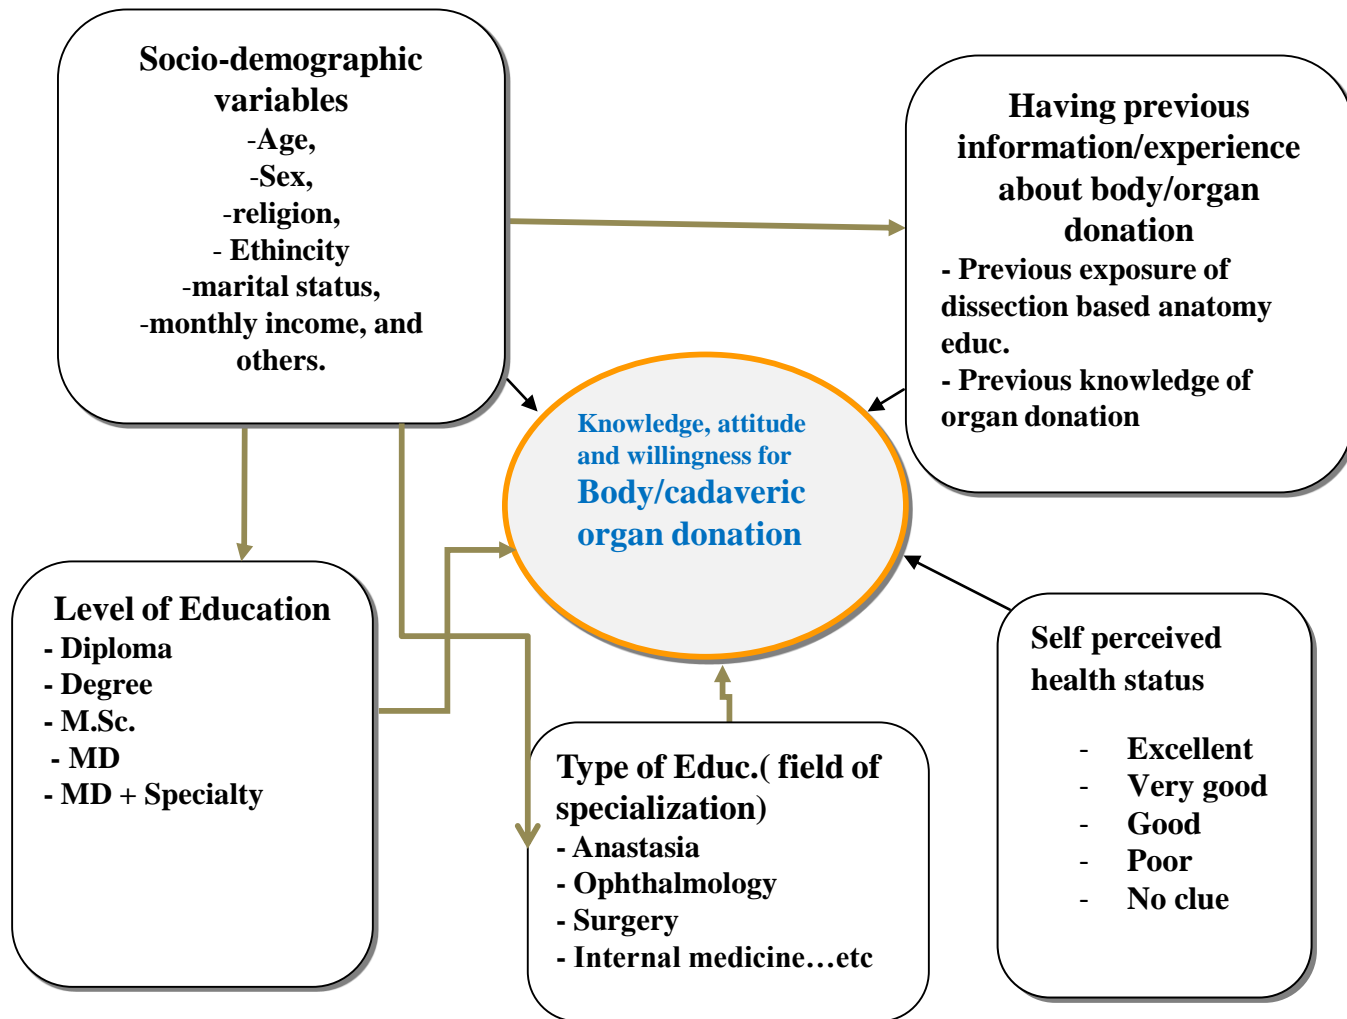 Socio-demographic
variables
-Age,
-Sex,
-religion,
- Ethincity
-marital status,
-monthly income, and
others.
Having previous
information/experience
about body/organ
donation
- Previous exposure of
dissection based anatomy
educ.
- Previous knowledge of
organ donation
Knowledge, attitude
and willingness for
Body/cadaveric
organ donation
Level of Education
- Diploma
- Degree
- M.Sc.
- MD
- MD + Specialty
Type of Educ.( field of
specialization)
- Anastasia
- Ophthalmology
- Surgery
- Internal medicine…etc
Self perceived
health status
- Excellent
- Very good
- Good
- Poor
- No clue